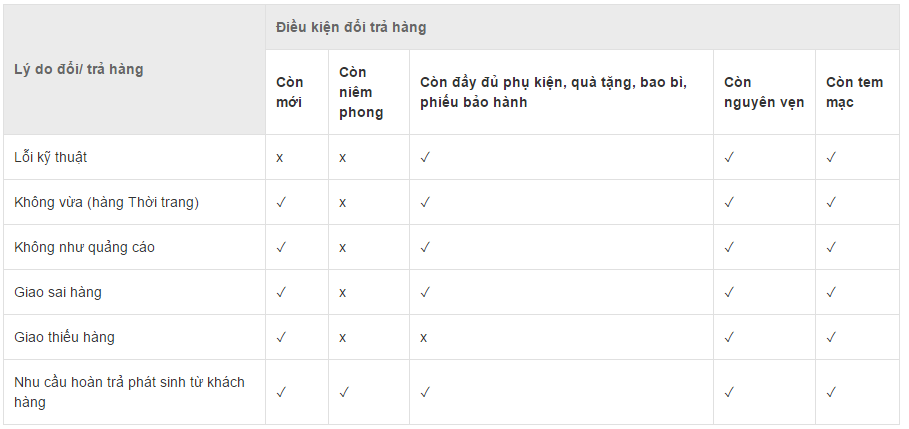 Điều kiện đổi trả hàng
Lý do đổi/ trả hàng
Còn mới
Còn niêm phong
Còn đầy đủ phụ kiện, quà tặng, bao bì, phiếu bảo hành
Còn nguyên vẹn
Còn tem mạc
Lỗi kỹ thuật x x ✓ ✓ ✓
Không vừa (hàng Thời trang) ✓ x ✓ ✓ ✓
Không như quảng cáo ✓ x ✓ ✓ ✓
Giao sai hàng ✓ x ✓ ✓ ✓
Giao thiếu hàng ✓ x x ✓ ✓
Nhu cầu hoàn trả phát sinh từ khách
hàng ✓ ✓ ✓ ✓ ✓